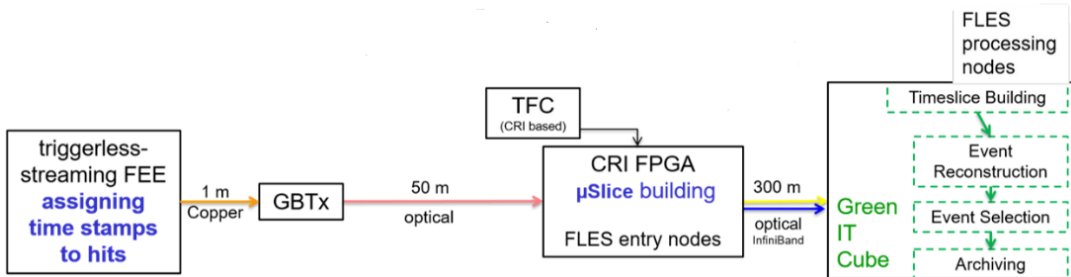 triggerless-
streaming FEE
assigning
time stamps
to hits
1 m
Copper
GBTx
50 m
optical
TFC
(CRI based)
CRI FPGA
µSlice building
FLES entry nodes
300 m
optical
InfiniBand
Green
IT
Cube
FLES
processing
nodes
Timeslice Building
Event
Reconstruction
Event Selection
Archiving